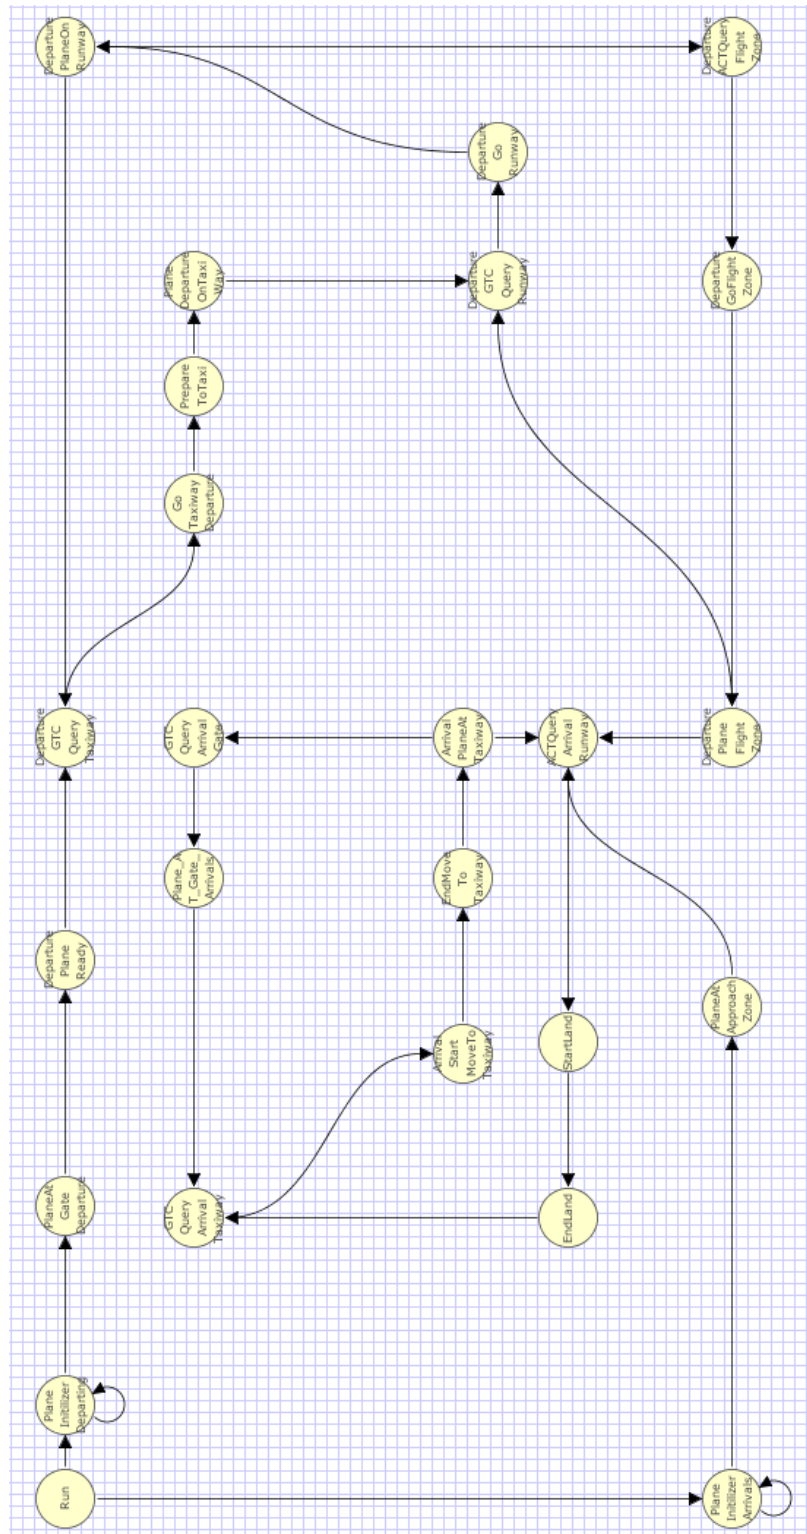 Departure
PlaneOn
Runway
Departure
ACTQuery
Flight
Zone
Departure
Go
Runway
Plane
Departure
OnTaxi
Way
Departure
GTC
Query
Runway
Departure
GoFlight
Zone
Prepare
ToTaxi
Go
Taxiway
Departure
Departure
GTC
Query
Taxiway
GTC
Query
Arrival
Gate
Arrival
PlaneAt
Taxiway
ACTQuery
Arrival
Runway
Departure
Plane
Flight
Zone
Plane_A
T_Gate_
Arrivals
EndMove
To
Taxiway
Departure
Plane
Ready
PlaneAt
Approach
Zone
Arrival
Start
MoveTo
Taxiway
StartLand
PlaneAt
Gate
Departure
GTC
Query
Arrival
Taxiway
EndLand
Plane
Initilizer
Departing
Run
Plane
Initilizer
Arrivals